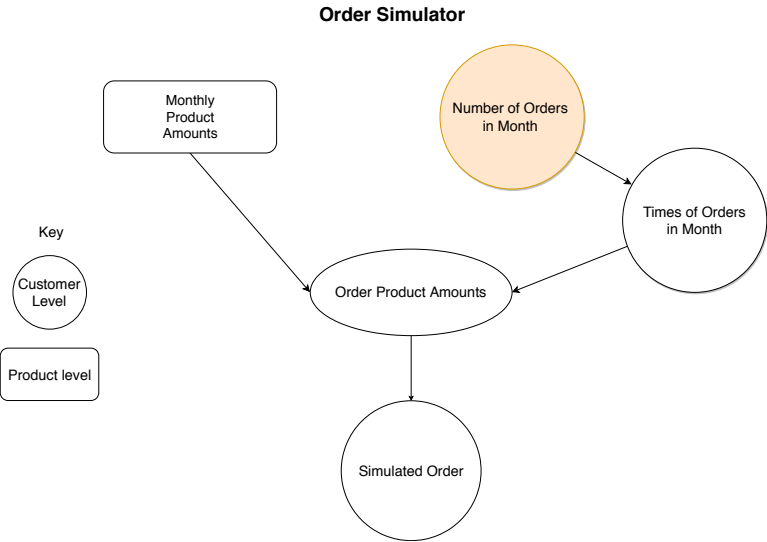 Order Simulator
Monthly
Product
Amounts
Number of Orders
in Month
Times of Orders
in Month
Key
Customer
Level
Order Product Amounts
Product level
Simulated Order